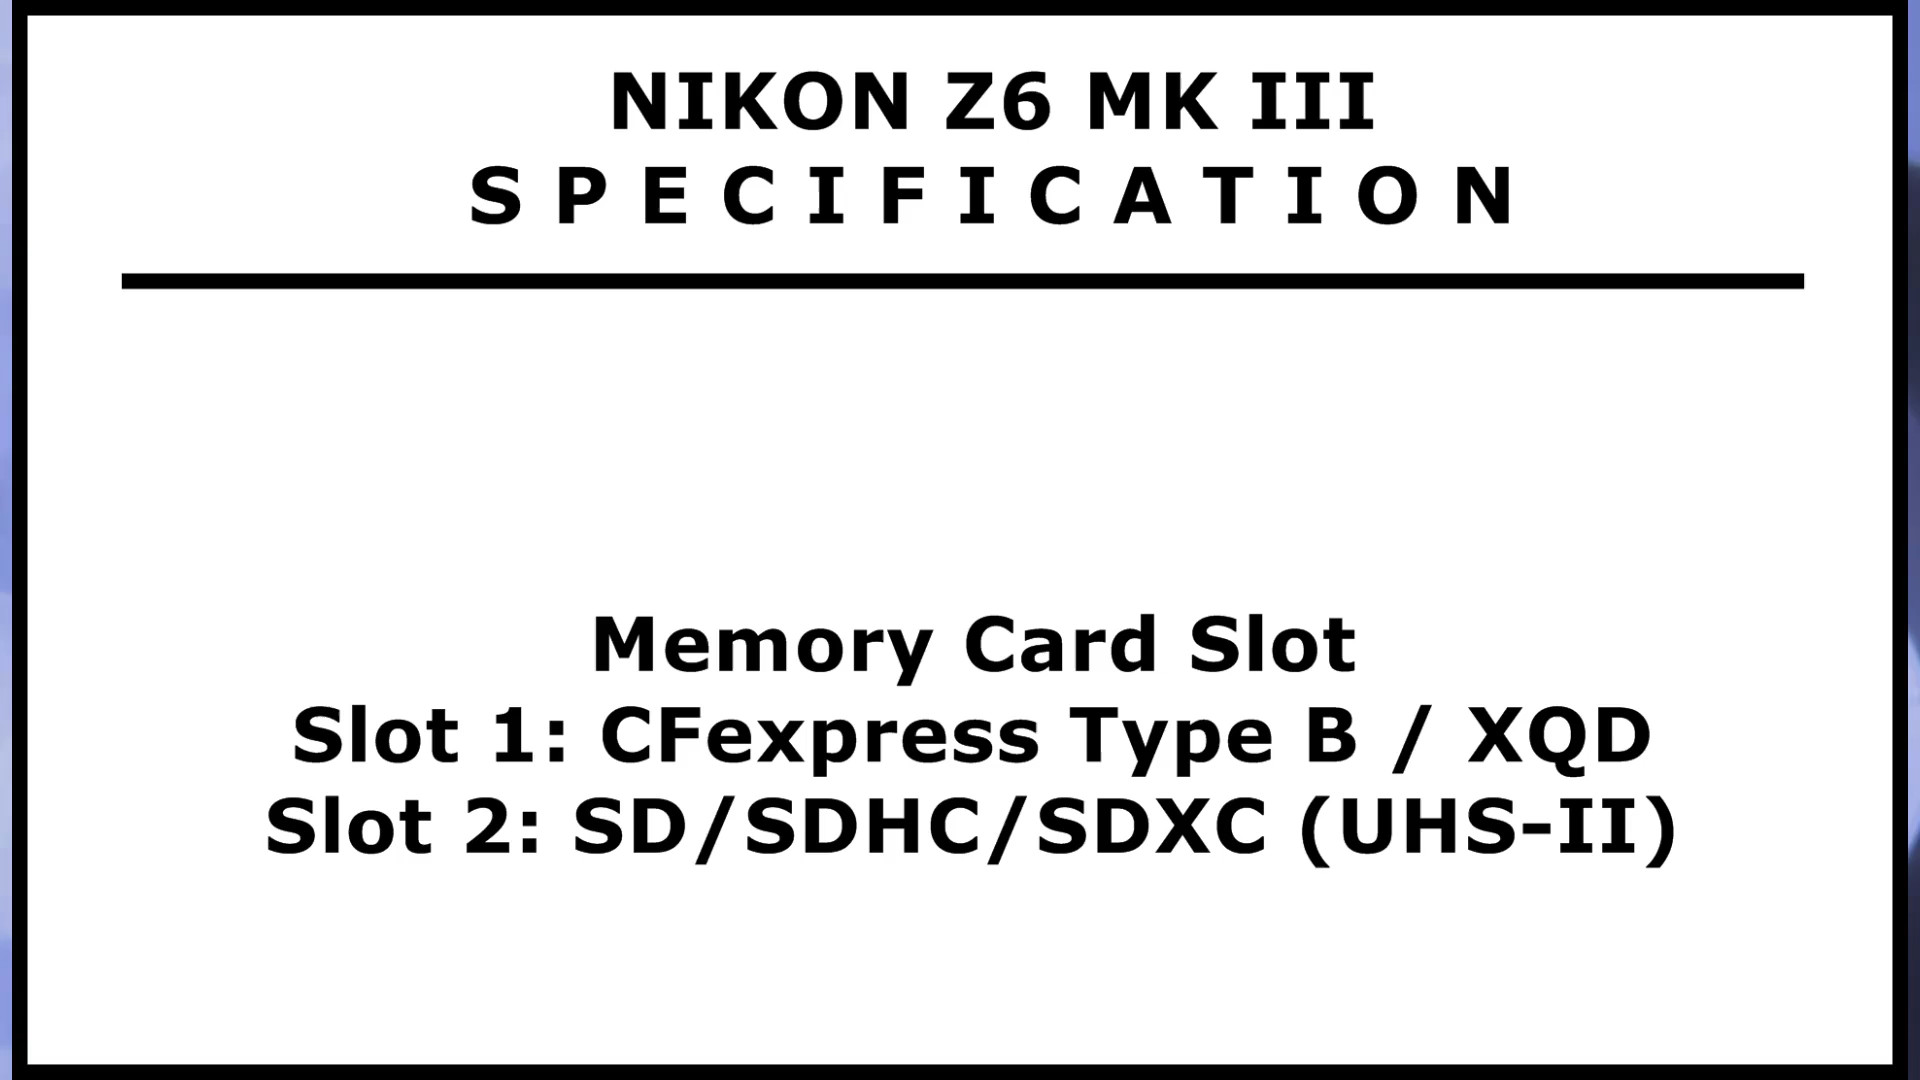 NIKON Z6 MK III
SPECIFICATION
Memory Card Slot
Slot 1: CFexpress Type B / XQD
Slot 2: SD/SDHC/SDXC (UHS-II)